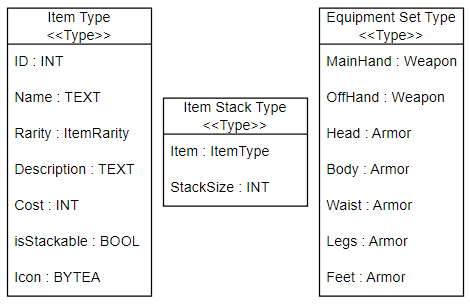 Item Type
<<Type>>
ID : INT
Name : TEXT
Rarity : ItemRarity
Description : TEXT
Cost : INT
isStackable : BOOL
Icon : BYTEA
Item Stack Type
<<Type>>
Item : ItemType
StackSize : INT
Equipment Set Type
<<Type>>
MainHand : Weapon
OffHand : Weapon
Head : Armor
Body : Armor
Waist : Armor
Legs : Armor
Feet : Armor